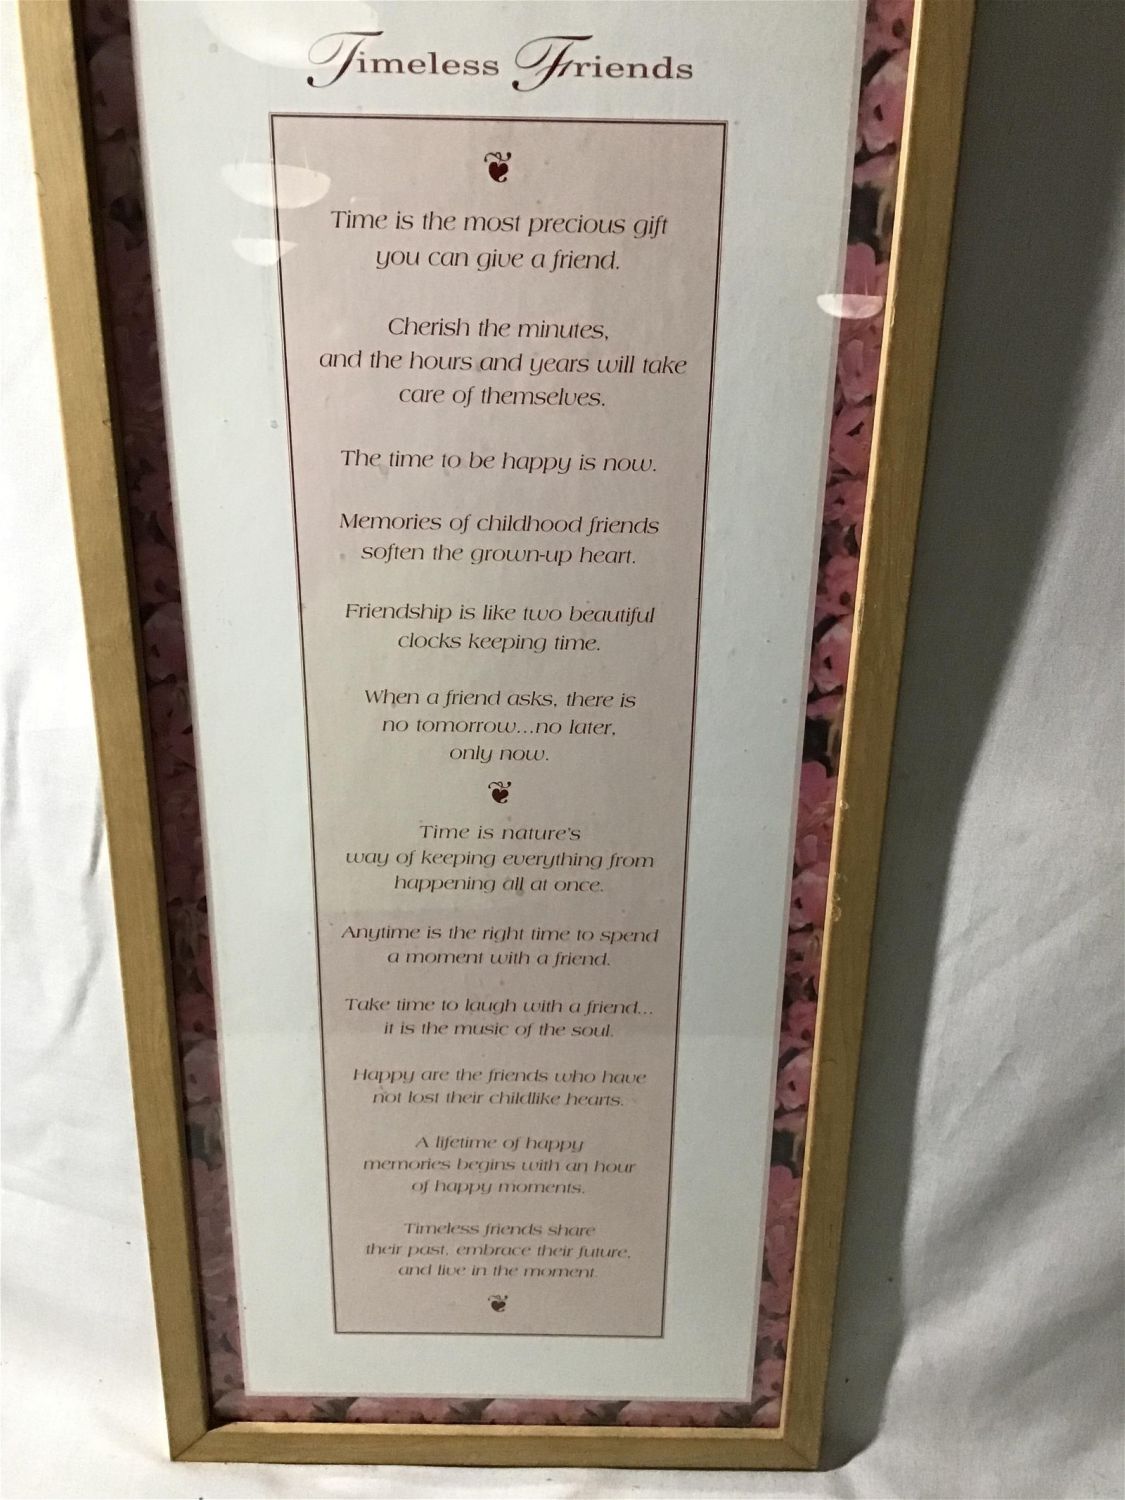 Timeless Friends
Time is the most precious gift
you can give a friend.
Cherish the minutes,
and the hours and years will take
care of themselves.
The time to be happy is now.
Memories of childhood friends
soften the grown-up heart.
Friendship is like two beautiful
clocks keeping time.
When a friend asks, there is
no tomorrow...no later,
only now.
Time is nature's
way of keeping everything from
happening all at once.
Anytime is the right time to spend
a moment with a friend.
Take time to laugh with a friend...
it is the music of the soul.
Happy are the friends who have
not lost their childlike hearts.
A lifetime of happy
memories begins with an hour
of happy moments.
Timeless friends share
their past, embrace their future,
and live in the moment.